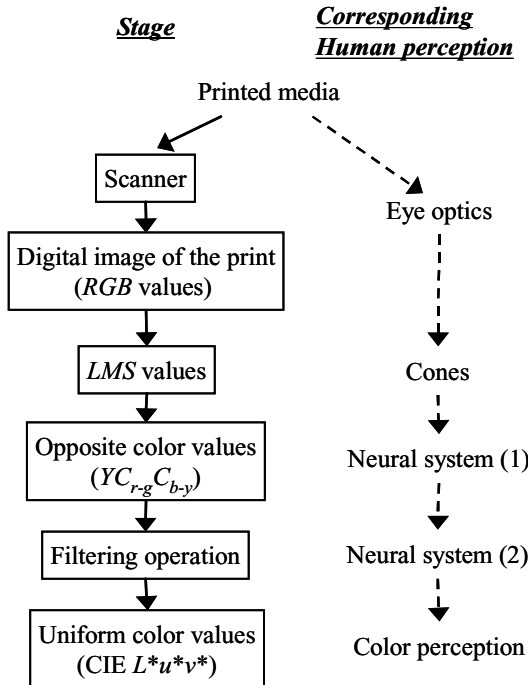 Stage
Corresponding
Human perception
Printed media
Scanner
Eye optics
Digital image of the print
(RGB values)
LMS values
Cones
Opposite color values
(YCr-gCb-y)
Neural system (1)
Filtering operation
Neural system (2)
Uniform color values
(CIE L*u*v*)
Color perception